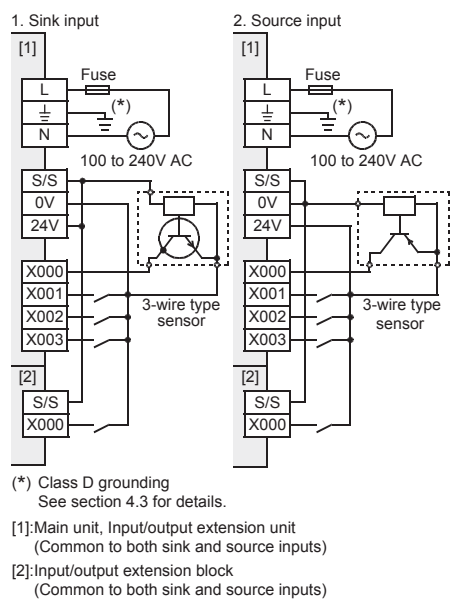 1. Sink input
[1]
Fuse
L
(*)
N
100 to 240V AC
S/S
0V
24V
X000
X001
X002
X003
3-wire type
sensor
[2]
S/S
X000
2. Source input
[1]
Fuse
L
(*)
N
100 to 240V AC
S/S
0V
24V
X000
X001
X002
X003
3-wire type
sensor
[2]
S/S
X000
(*) Class D grounding
See section 4.3 for details.
[1]:Main unit, Input/output extension unit
(Common to both sink and source inputs)
[2]:Input/output extension block
(Common to both sink and source inputs)